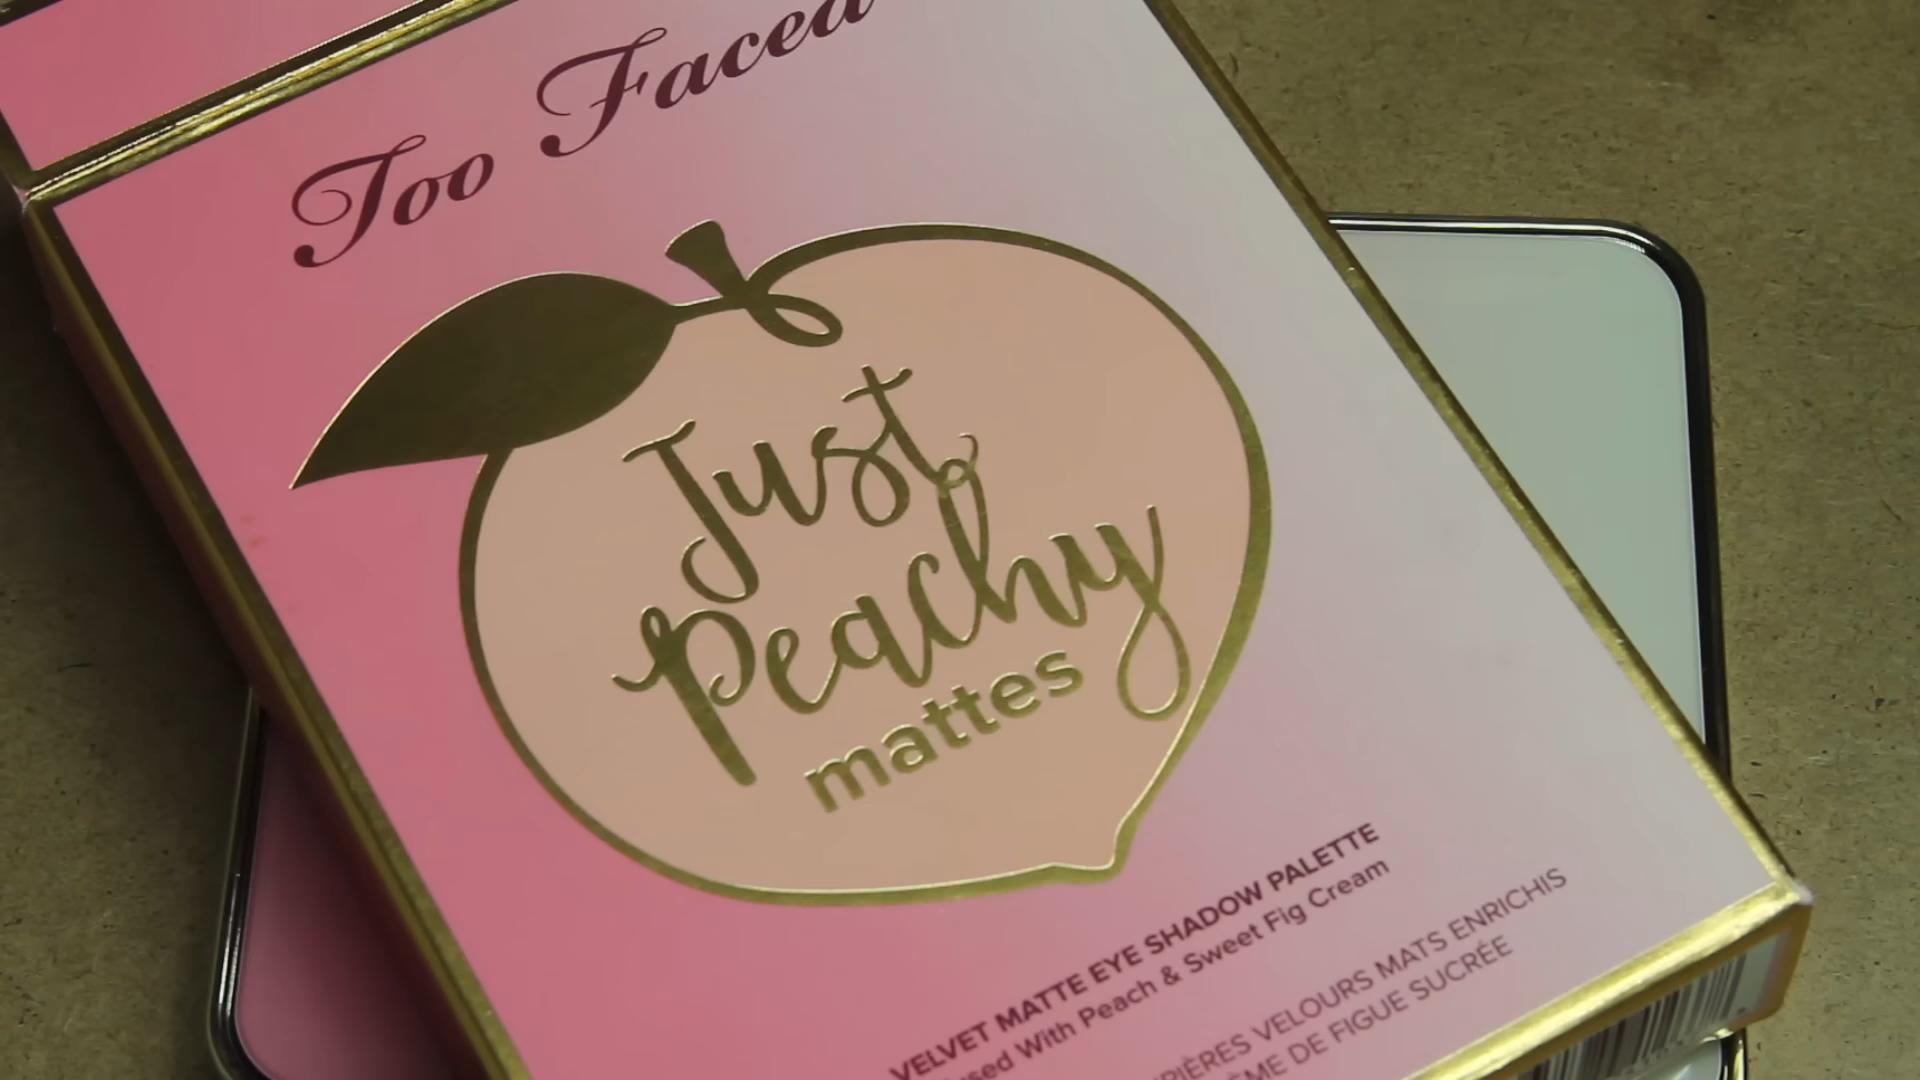 Too Faced
Just
Peachy
mattes
VELVET MATTE EYE SHADOW PALETTE
With Peach & Sweet Fig Cream
VELOURS MATS ENRICHIS
DE FIGUE SUCRÉE